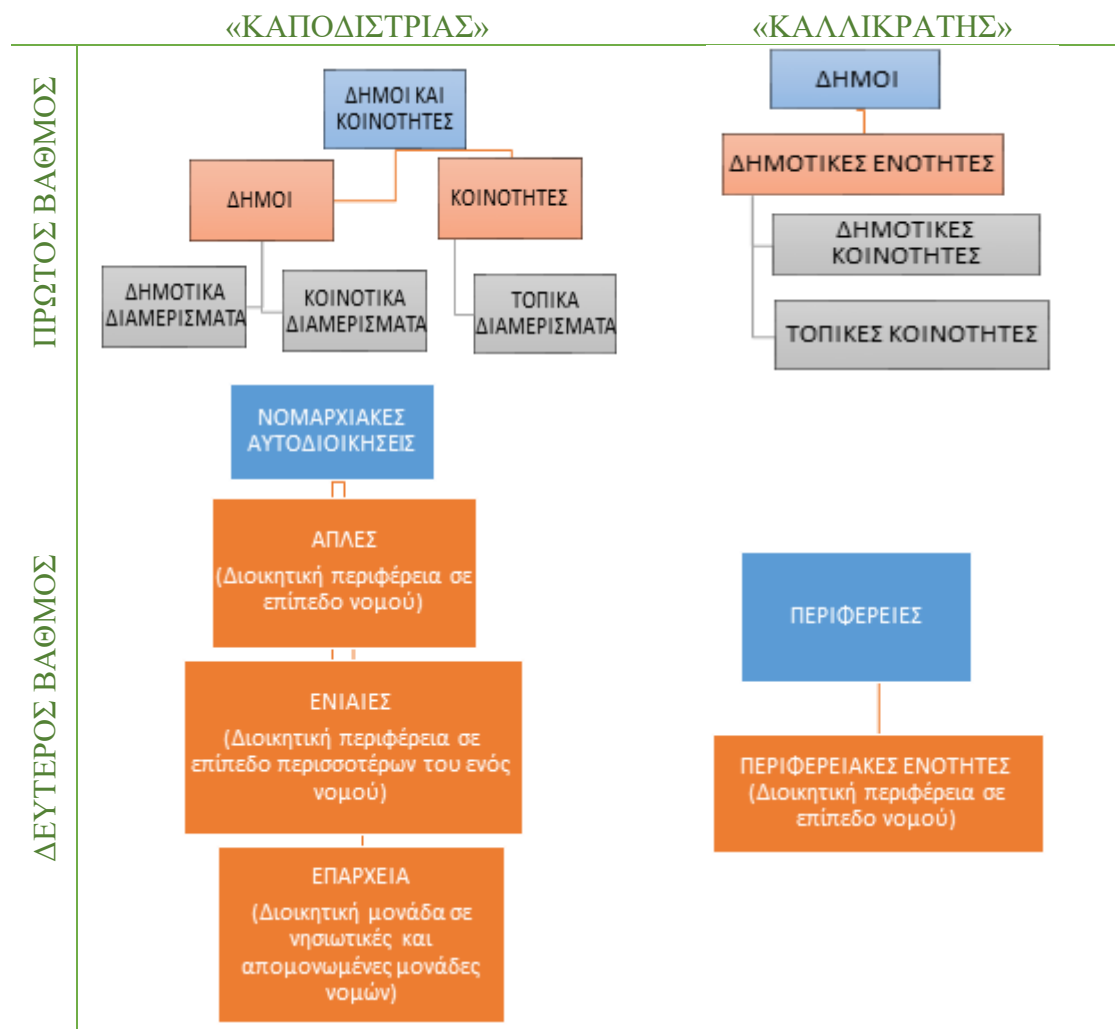 «ΚΑΠΟΔΙΣΤΡΙΑΣ»
«ΚΑΛΛΙΚΡΑΤΗΣ»
ΠΡΩΤΟΣ ΒΑΘΜΟΣ
ΔΗΜΟΙ ΚΑΙ
ΚΟΙΝΟΤΗΤΕΣ
ΔΗΜΟΙ
ΚΟΙΝΟΤΗΤΕΣ
ΔΗΜΟΤΙΚΑ
ΔΙΑΜΕΡΙΣΜΑΤΑ
ΚΟΙΝΟΤΙΚΑ
ΔΙΑΜΕΡΙΣΜΑΤΑ
ΤΟΠΙΚΑ
ΔΙΑΜΕΡΙΣΜΑΤΑ
ΔΗΜΟΙ
ΔΗΜΟΤΙΚΕΣ ΕΝΟΤΗΤΕΣ
ΔΗΜΟΤΙΚΕΣ
ΚΟΙΝΟΤΗΤΕΣ
ΤΟΠΙΚΕΣ ΚΟΙΝΟΤΗΤΕΣ
ΔΕΥΤΕΡΟΣ ΒΑΘΜΟΣ
ΝΟΜΑΡΧΙΑΚΕΣ
ΑΥΤΟΔΙΟΙΚΗΣΕΙΣ
ΑΠΛΕΣ
(Διοικητική περιφέρεια σε
επίπεδο νομού)
ΕΝΙΑΙΕΣ
(Διοικητική περιφέρεια σε
επίπεδο περισσοτέρων του ενός
νομού)
ΕΠΑΡΧΕΙΑ
(Διοικητική μονάδα σε
νησιωτικές και
απομονωμένες μονάδες
νομών)
ΠΕΡΙΦΕΡΕΙΕΣ
ΠΕΡΙΦΕΡΕΙΑΚΕΣ ΕΝΟΤΗΤΕΣ
(Διοικητική περιφέρεια σε
επίπεδο νομού)